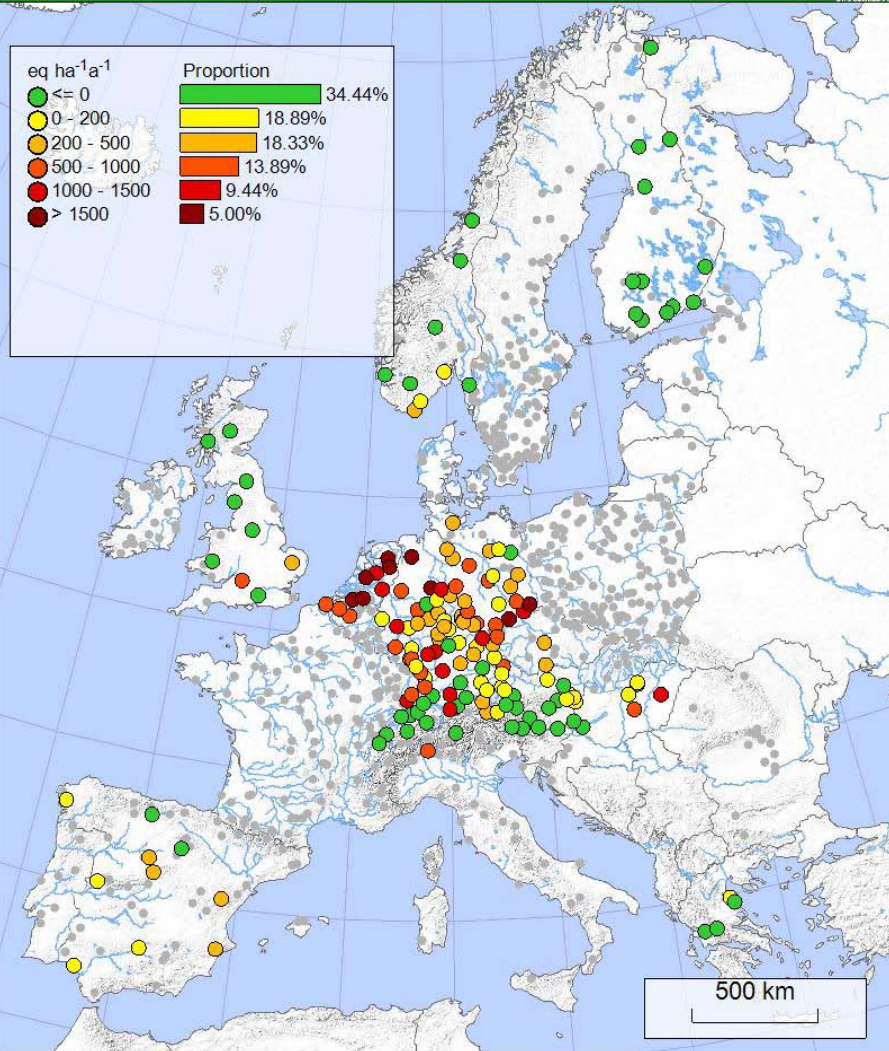 eq ha⁻¹a⁻¹ Proportion
<= 0 34.44%
0 - 200 18.89%
200 - 500 18.33%
500 - 1000 13.89%
1000 - 1500 9.44%
> 1500 5.00%
500 km